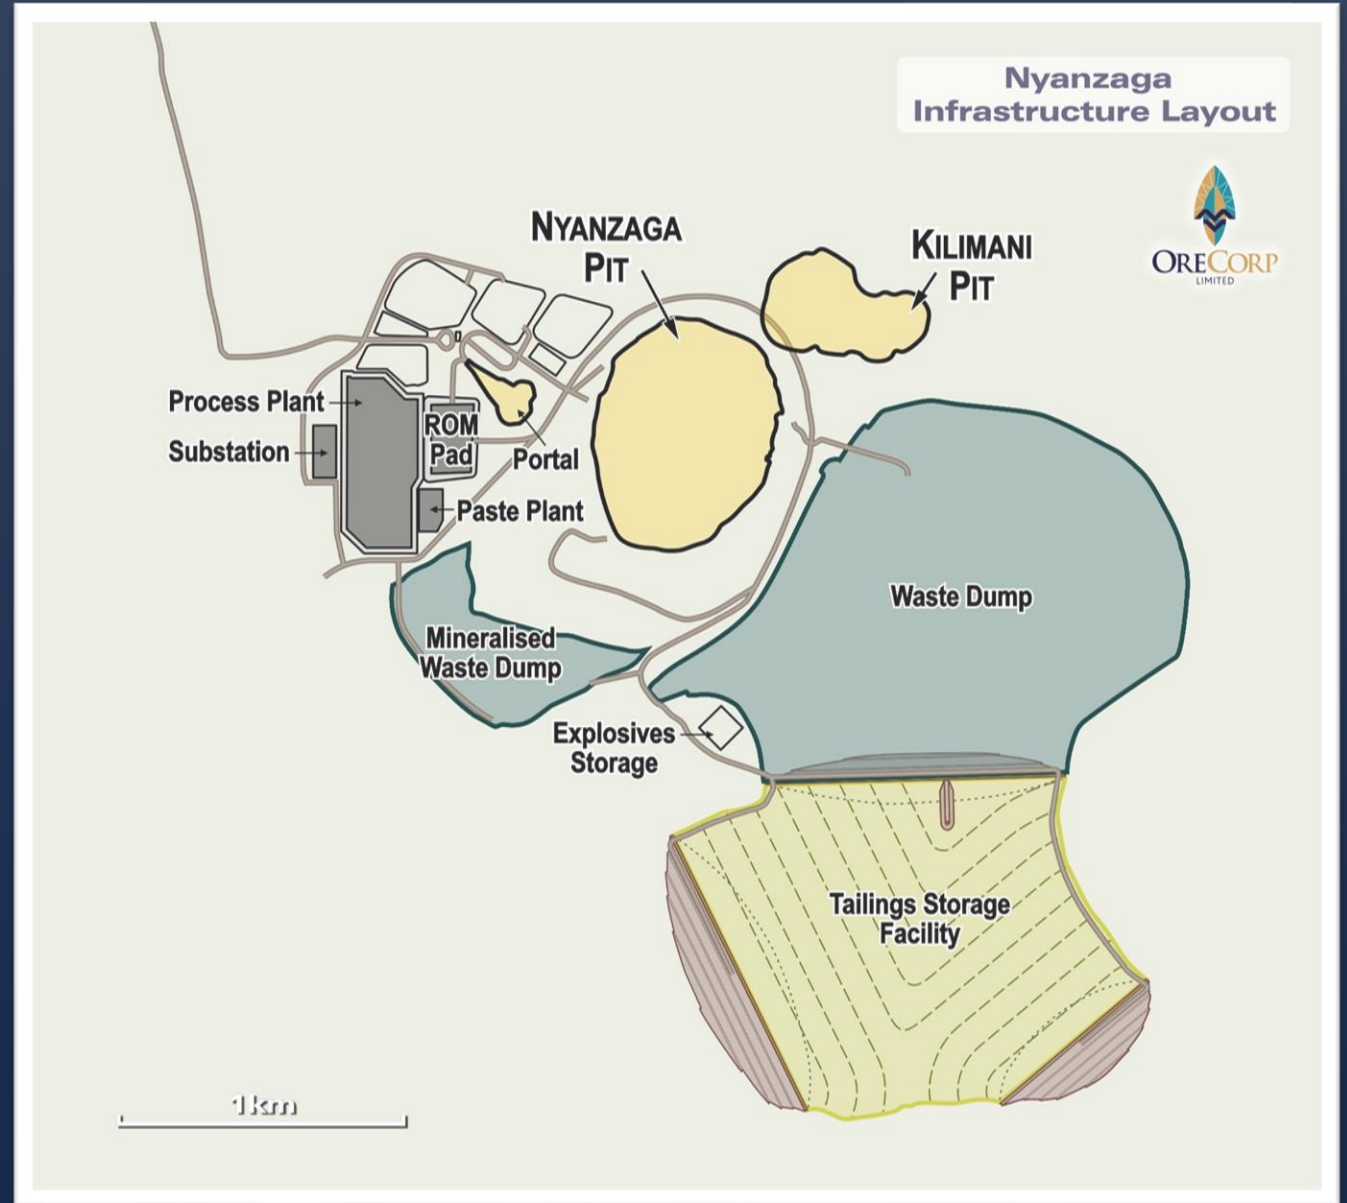 Nyanzaga
Infrastructure Layout
ORECORP
LIMITED
NYANZAGA
PIT
KILIMANI
PIT
Process Plant
Substation
ROM
Pad
Portal
Paste Plant
Waste Dump
Mineralised
Waste Dump
Explosives
Storage
Tailings Storage
Facility
1km